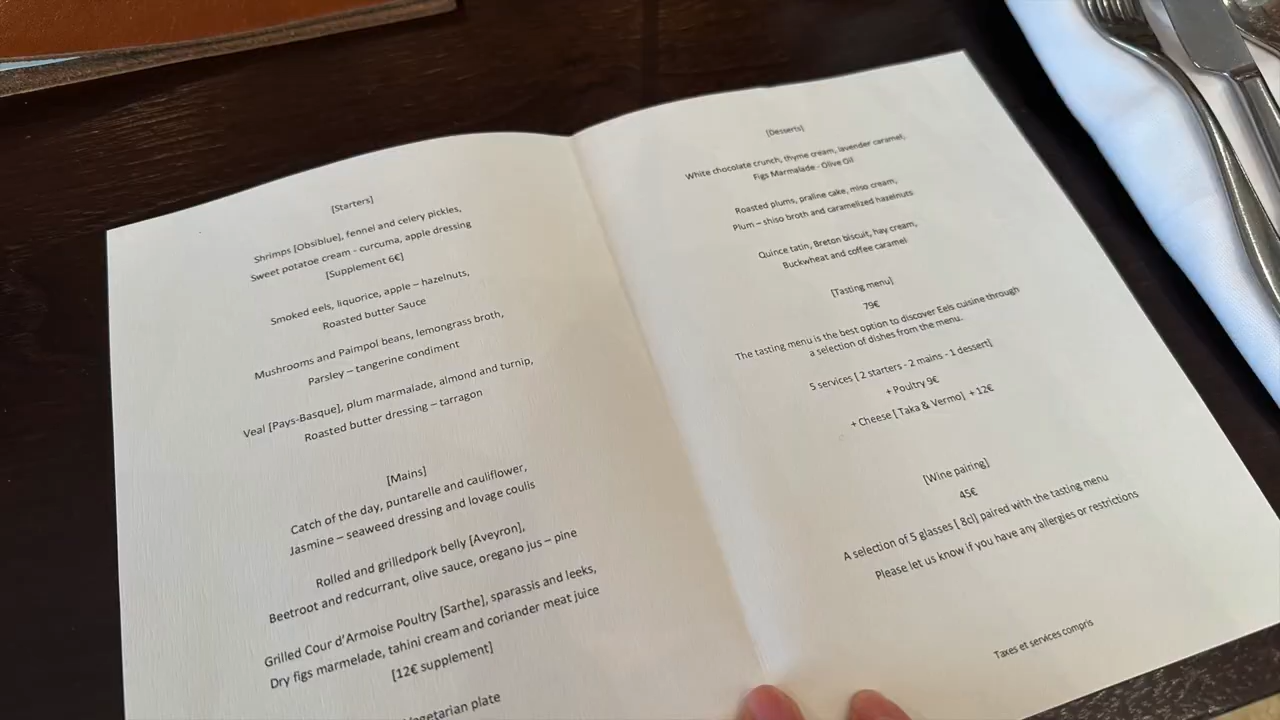 [Starters]
Shrimps [Obsiblue], fennel and celery pickles,
Sweet potatoe cream - curcuma, apple dressing
[Supplement 6€]
Smoked eels, liquorice, apple – hazelnuts,
Roasted butter Sauce
Mushrooms and Paimpol beans, lemongrass broth,
Parsley – tangerine condiment
Veal [Pays-Basque], plum marmalade, almond and turnip,
Roasted butter dressing – tarragon
[Mains]
Catch of the day, puntarelle and cauliflower,
Jasmine – seaweed dressing and lovage coulis
Rolled and grilledpork belly [Aveyron],
Beetroot and redcurrant, olive sauce, oregano jus – pine
Grilled Cour d'Armoise Poultry [Sarthe], sparassis and leeks,
Dry figs marmelade, tahini cream and coriander meat juice
[12€ supplement]
Vegetarian plate
[Desserts]
White chocolate crunch, thyme cream, lavender caramel,
Figs Marmalade - Olive Oil
Roasted plums, praline cake, miso cream,
Plum – shiso broth and caramelized hazelnuts
Quince tatin, Breton biscuit, hay cream,
Buckwheat and coffee caramel
[Tasting menu]
79€
The tasting menu is the best option to discover Eels cuisine through
a selection of dishes from the menu.
5 services [ 2 starters - 2 mains - 1 dessert]
+ Poultry 9€
+ Cheese [ Taka & Vermo] +12€
[Wine pairing]
45€
A selection of 5 glasses [ 8cl] paired with the tasting menu
Please let us know if you have any allergies or restrictions
Taxes et services compris